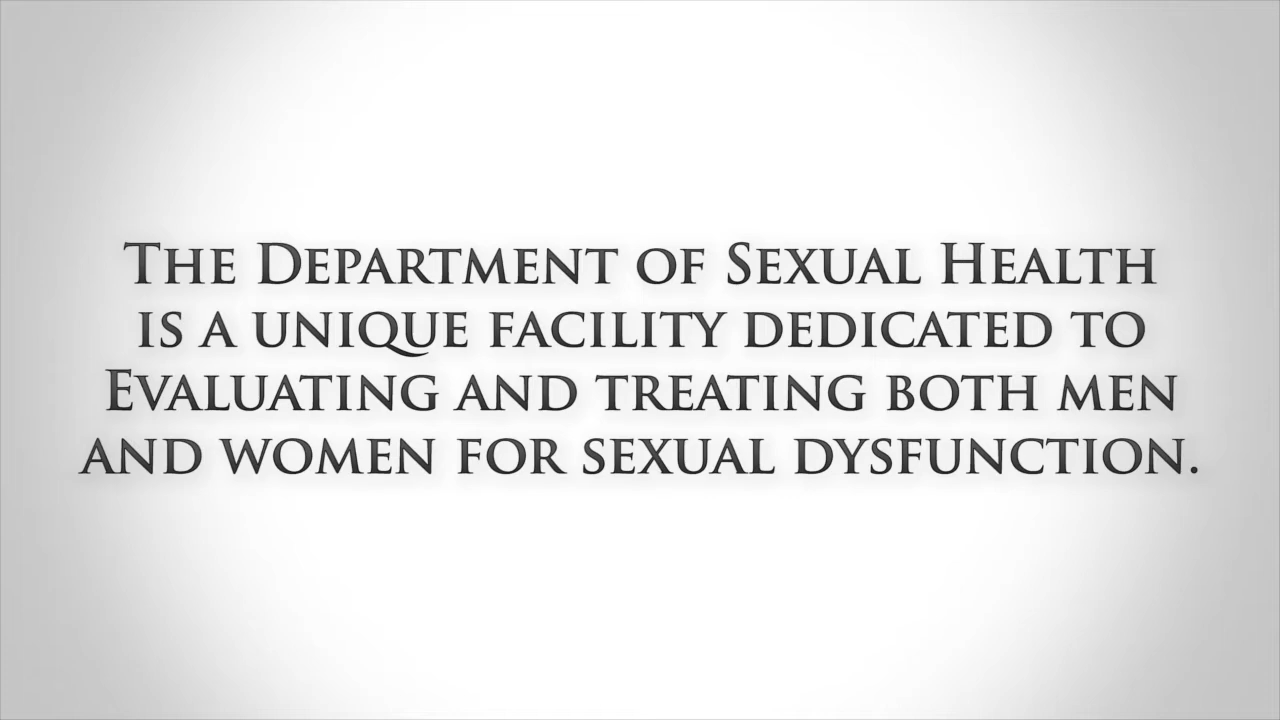 The Department of Sexual Health
is a unique facility dedicated to
Evaluating and treating both men
and women for sexual dysfunction.